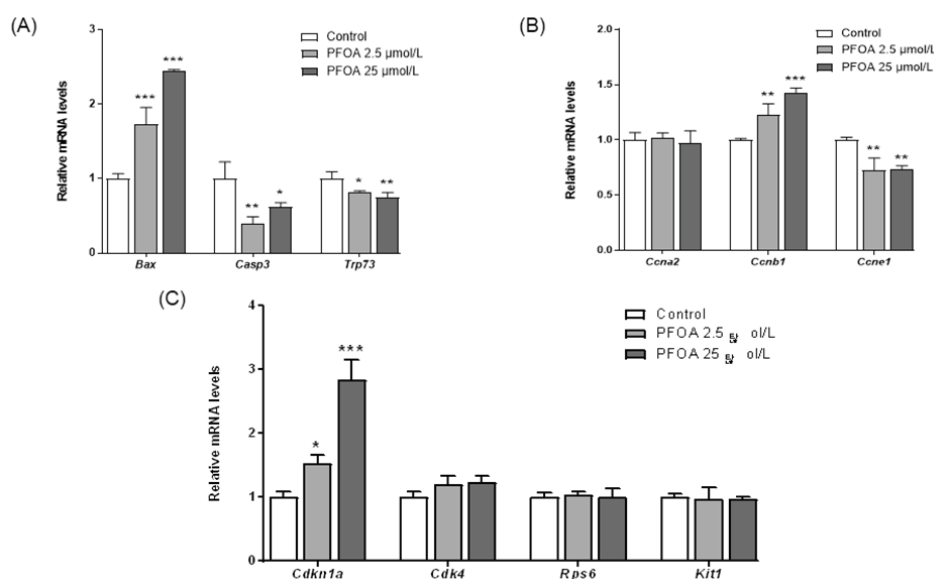 (A)
Relative mRNA levels
3
2
1
0
Control
PFOA 2.5 µmol/L
PFOA 25 µmol/L
***
***
**
*
*
**
Bax Casp3 Trp73
(B)
Relative mRNA levels
2.0
1.5
1.0
0.5
0.0
Control
PFOA 2.5 µmol/L
PFOA 25 µmol/L
**
***
**
**
Ccna2 Ccnb1 Ccne1
(C)
Relative mRNA levels
4
3
2
1
0
Control
PFOA 2.5 ol/L
PFOA 25 ol/L
*
***
Cdkn1a Cdk4 Rps6 Kit1